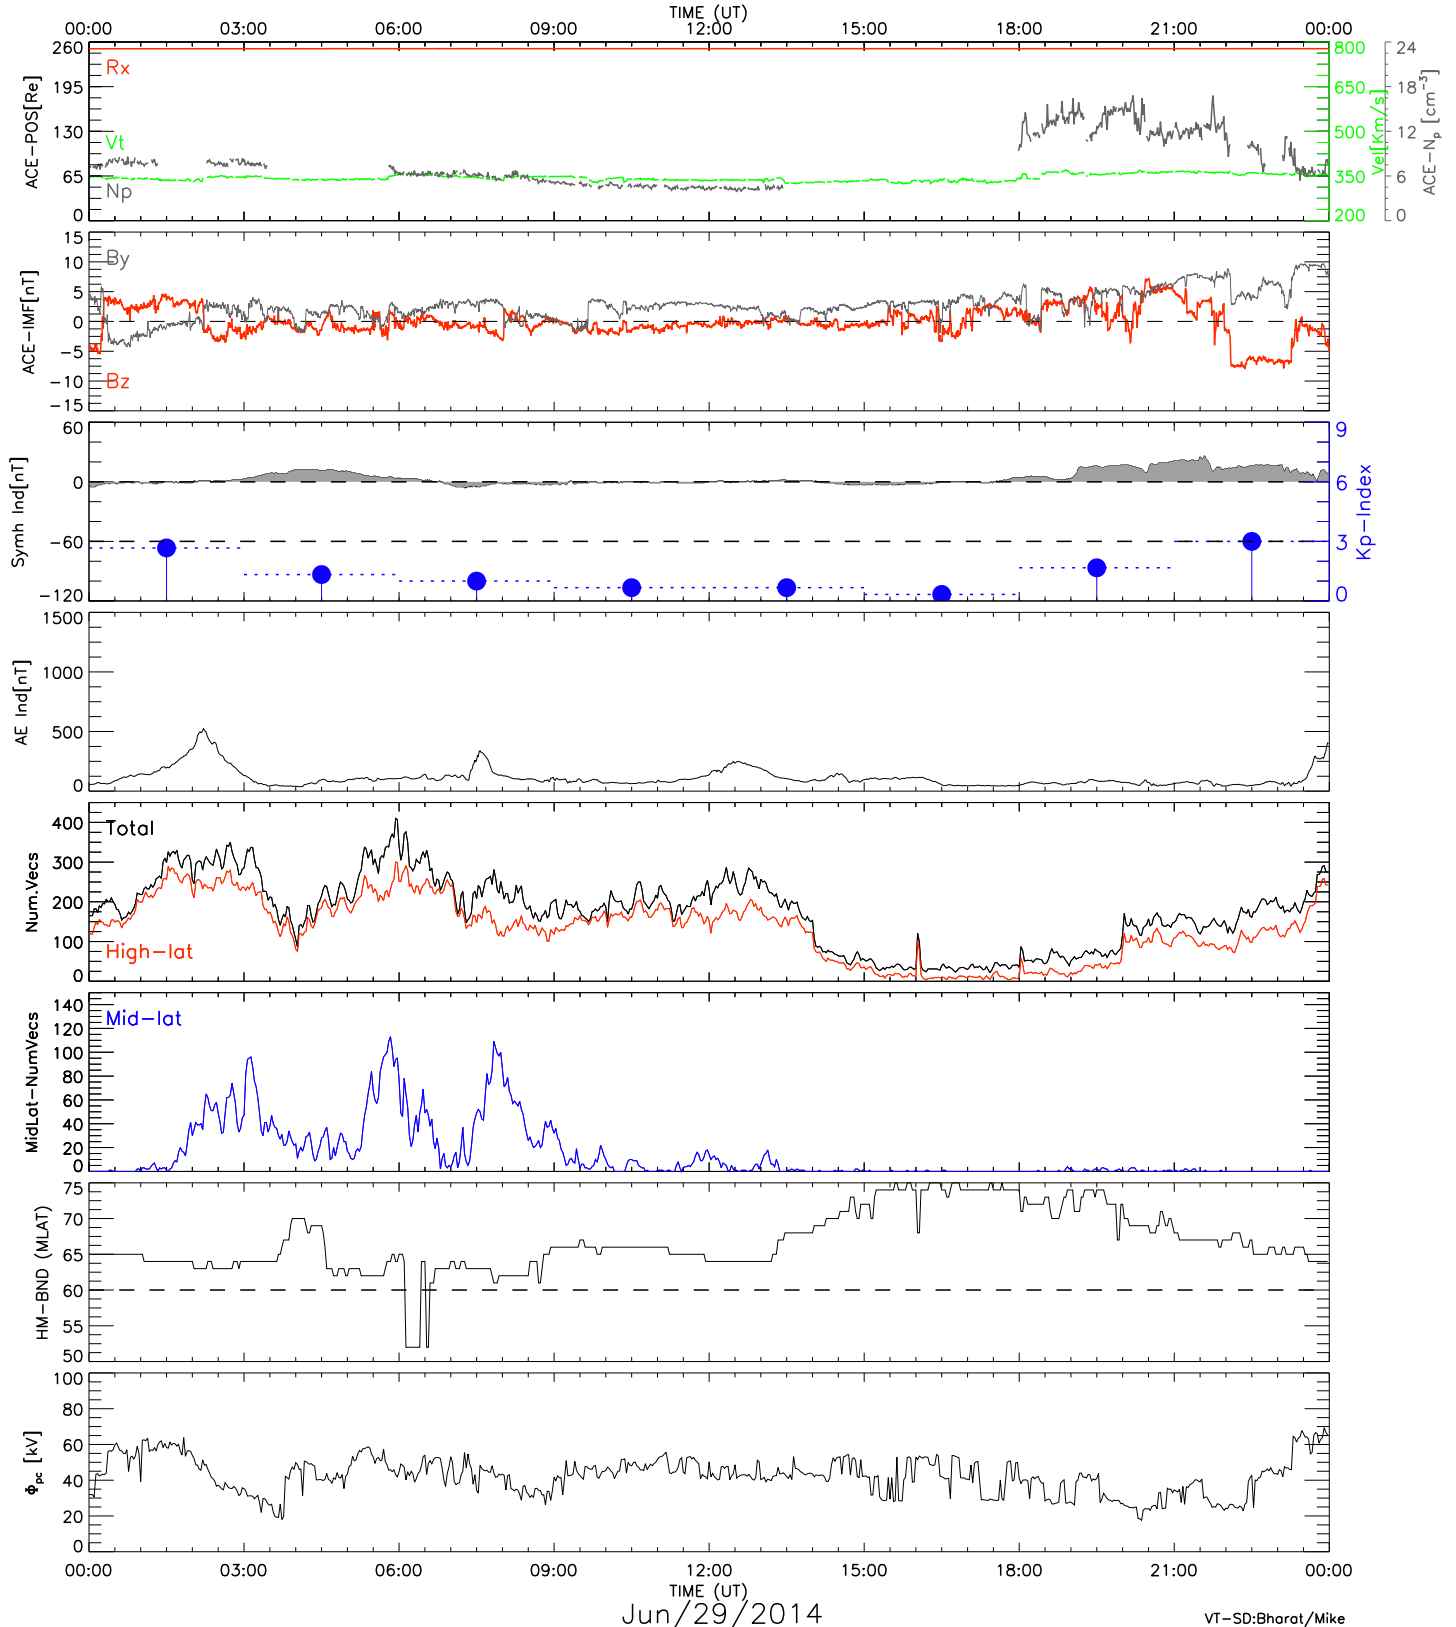 TIME (UT)
00:00 03:00 06:00 09:00 12:00 15:00 18:00 21:00 00:00
260 800 24
Rx
195 650 18
Vt
130 500 12
65 350 6
Np
0 200 0
ACE-POS[Re]
Vel[Km/s]
ACE-Np [cm-3]
15
By
10
5
0
-5
Bz
-10
-15
ACE-IMF[nT]
60 9
0 6
-60 3
-120 0
Symh Ind[nT]
Kp-Index
1500
1000
500
0
AE Ind[nT]
400
Total
300
200
100
High-lat
0
Num.Vecs
140
Mid-lat
120
100
80
60
40
20
0
MidLat-NumVecs
75
70
65
60
55
50
HM-BND (MLAT)
100
80
60
40
20
0
Φpc [kV]
00:00 03:00 06:00 09:00 12:00 15:00 18:00 21:00 00:00
TIME (UT)
Jun/29/2014
VT-SD:Bharat/Mike